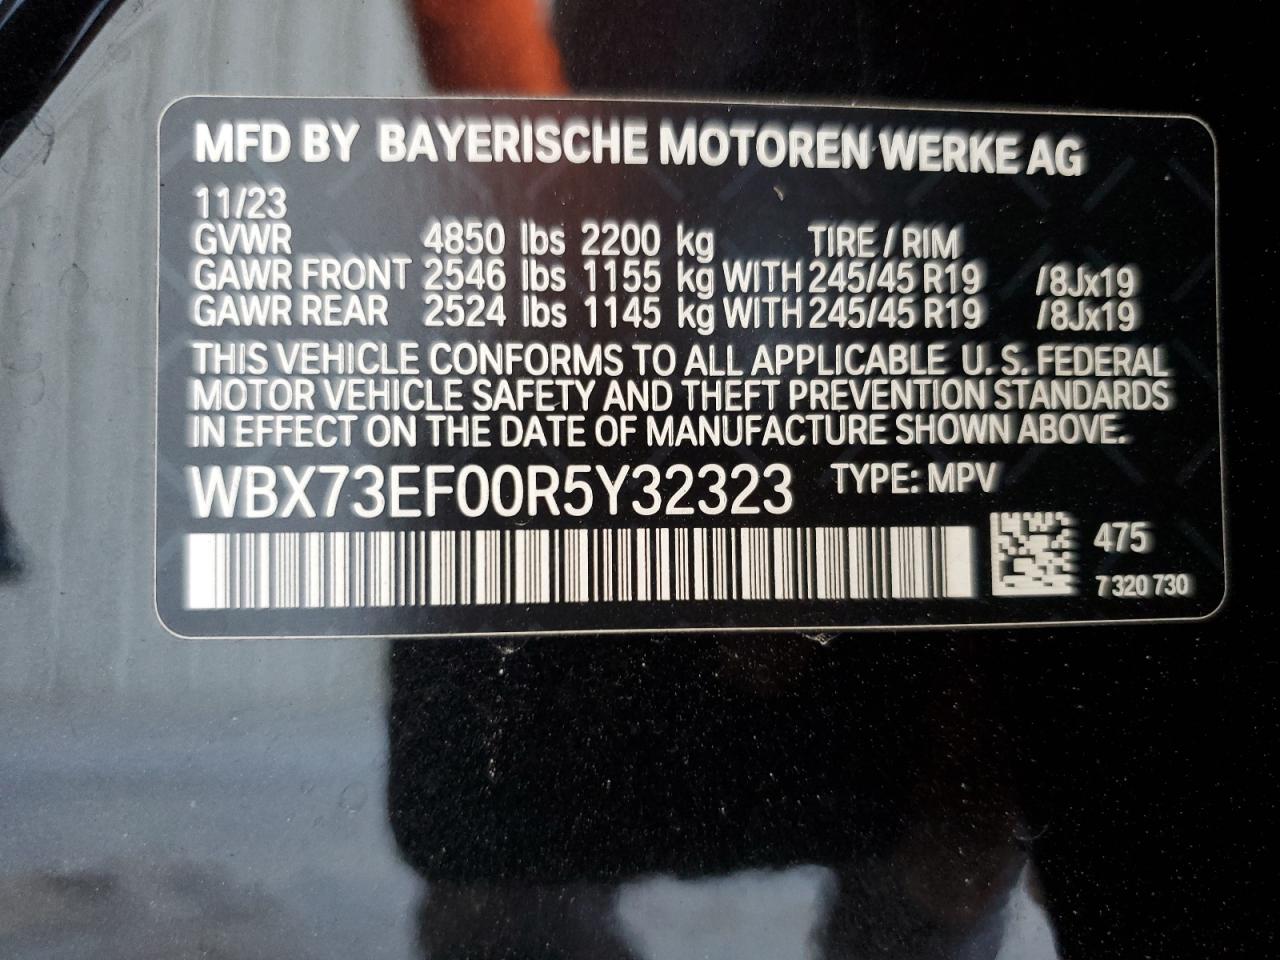 MFD BY BAYERISCHE MOTOREN WERKE AG
11/23
GVWR 4850 lbs 2200 kg TIRE / RIM
GAWR FRONT 2546 lbs 1155 kg WITH 245/45 R19 /8Jx19
GAWR REAR 2524 lbs 1145 kg WITH 245/45 R19 /8Jx19
THIS VEHICLE CONFORMS TO ALL APPLICABLE U. S. FEDERAL
MOTOR VEHICLE SAFETY AND THEFT PREVENTION STANDARDS
IN EFFECT ON THE DATE OF MANUFACTURE SHOWN ABOVE.
WBX73EF00R5Y32323 TYPE: MPV
475
7 320 730